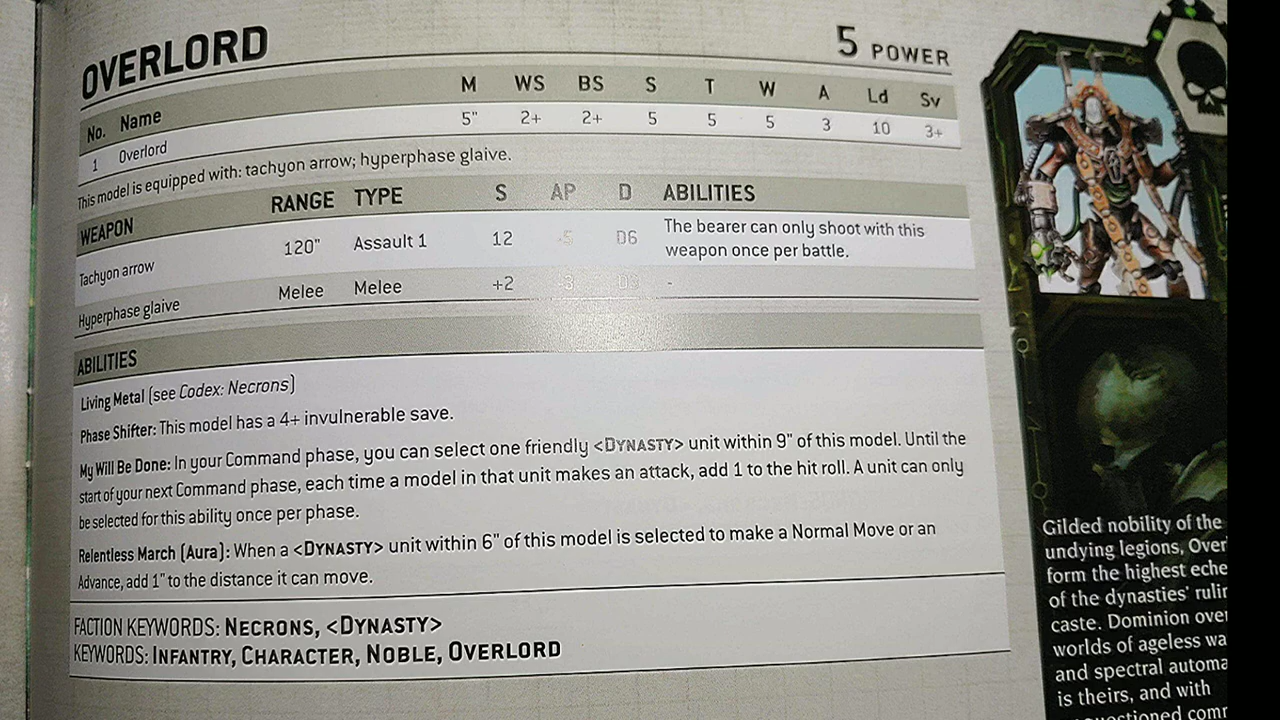 OVERLORD
5 POWER
No. Name M WS BS S T W A Ld Sv
1 Overlord 5" 2+ 2+ 5 5 5 3 10 3+
This model is equipped with: tachyon arrow; hyperphase glaive.
WEAPON RANGE TYPE S AP D ABILITIES
Tachyon arrow 120" Assault 1 12 -5 D6 The bearer can only shoot with this
weapon once per battle.
Hyperphase glaive Melee Melee +2 -3 D3 -
ABILITIES
Living Metal (see Codex: Necrons)
Phase Shifter: This model has a 4+ invulnerable save.
My Will Be Done: In your Command phase, you can select one friendly <DYNASTY> unit within 9" of this model. Until the
start of your next Command phase, each time a model in that unit makes an attack, add 1 to the hit roll. A unit can only
be selected for this ability once per phase.
Relentless March (Aura): When a <DYNASTY> unit within 6" of this model is selected to make a Normal Move or an
Advance, add 1" to the distance it can move.
FACTION KEYWORDS: NECRONS, <DYNASTY>
KEYWORDS: INFANTRY, CHARACTER, NOBLE, OVERLORD
Gilded nobility of the
undying legions, Over
form the highest eche
of the dynasties' rulin
caste. Dominion over
worlds of ageless wa
and spectral automa
is theirs, and with